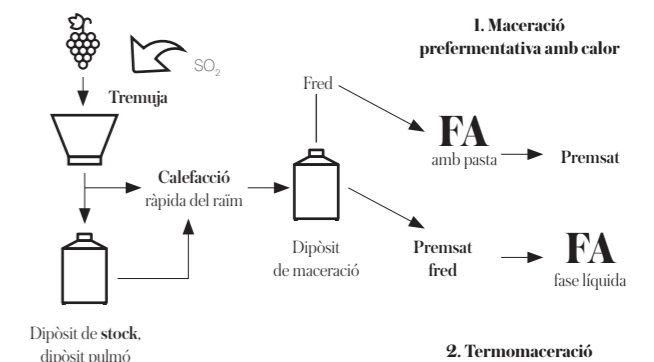 1. Maceració
prefermentativa amb calor
SO2
Tremuja
Fred
FA
amb pasta
Premsat
Calefacció
ràpida del raïm
Dipòsit
de maceració
Premsat
fred
FA
fase líquida
Dipòsit de stock,
dipòsit pulmó
2. Termomaceració